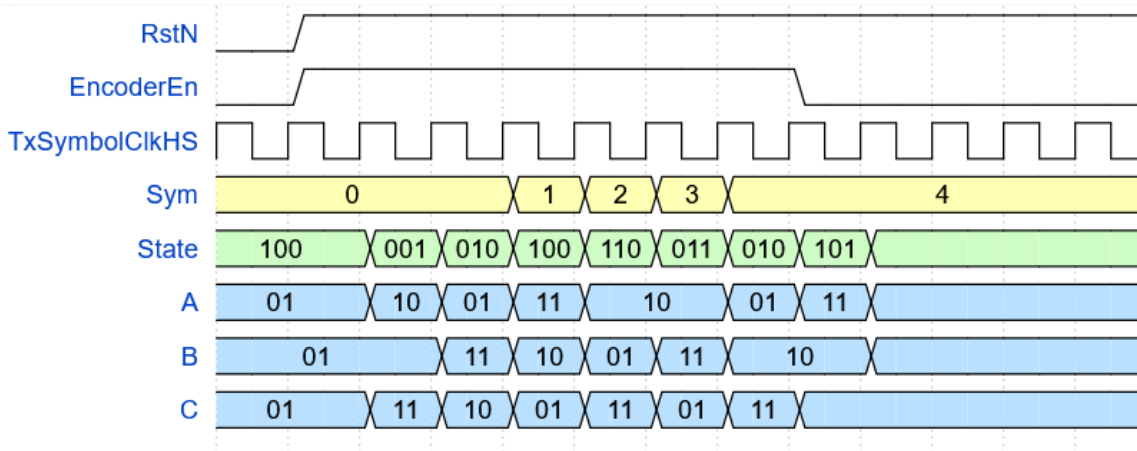 RstN
EncoderEn
TxSymbolClkHS
Sym 0 1 2 3 4
State 100 001 010 100 110 011 010 101
A 01 10 01 11 10 01 11
B 01 11 10 01 11 10
C 01 11 10 01 11 01 11